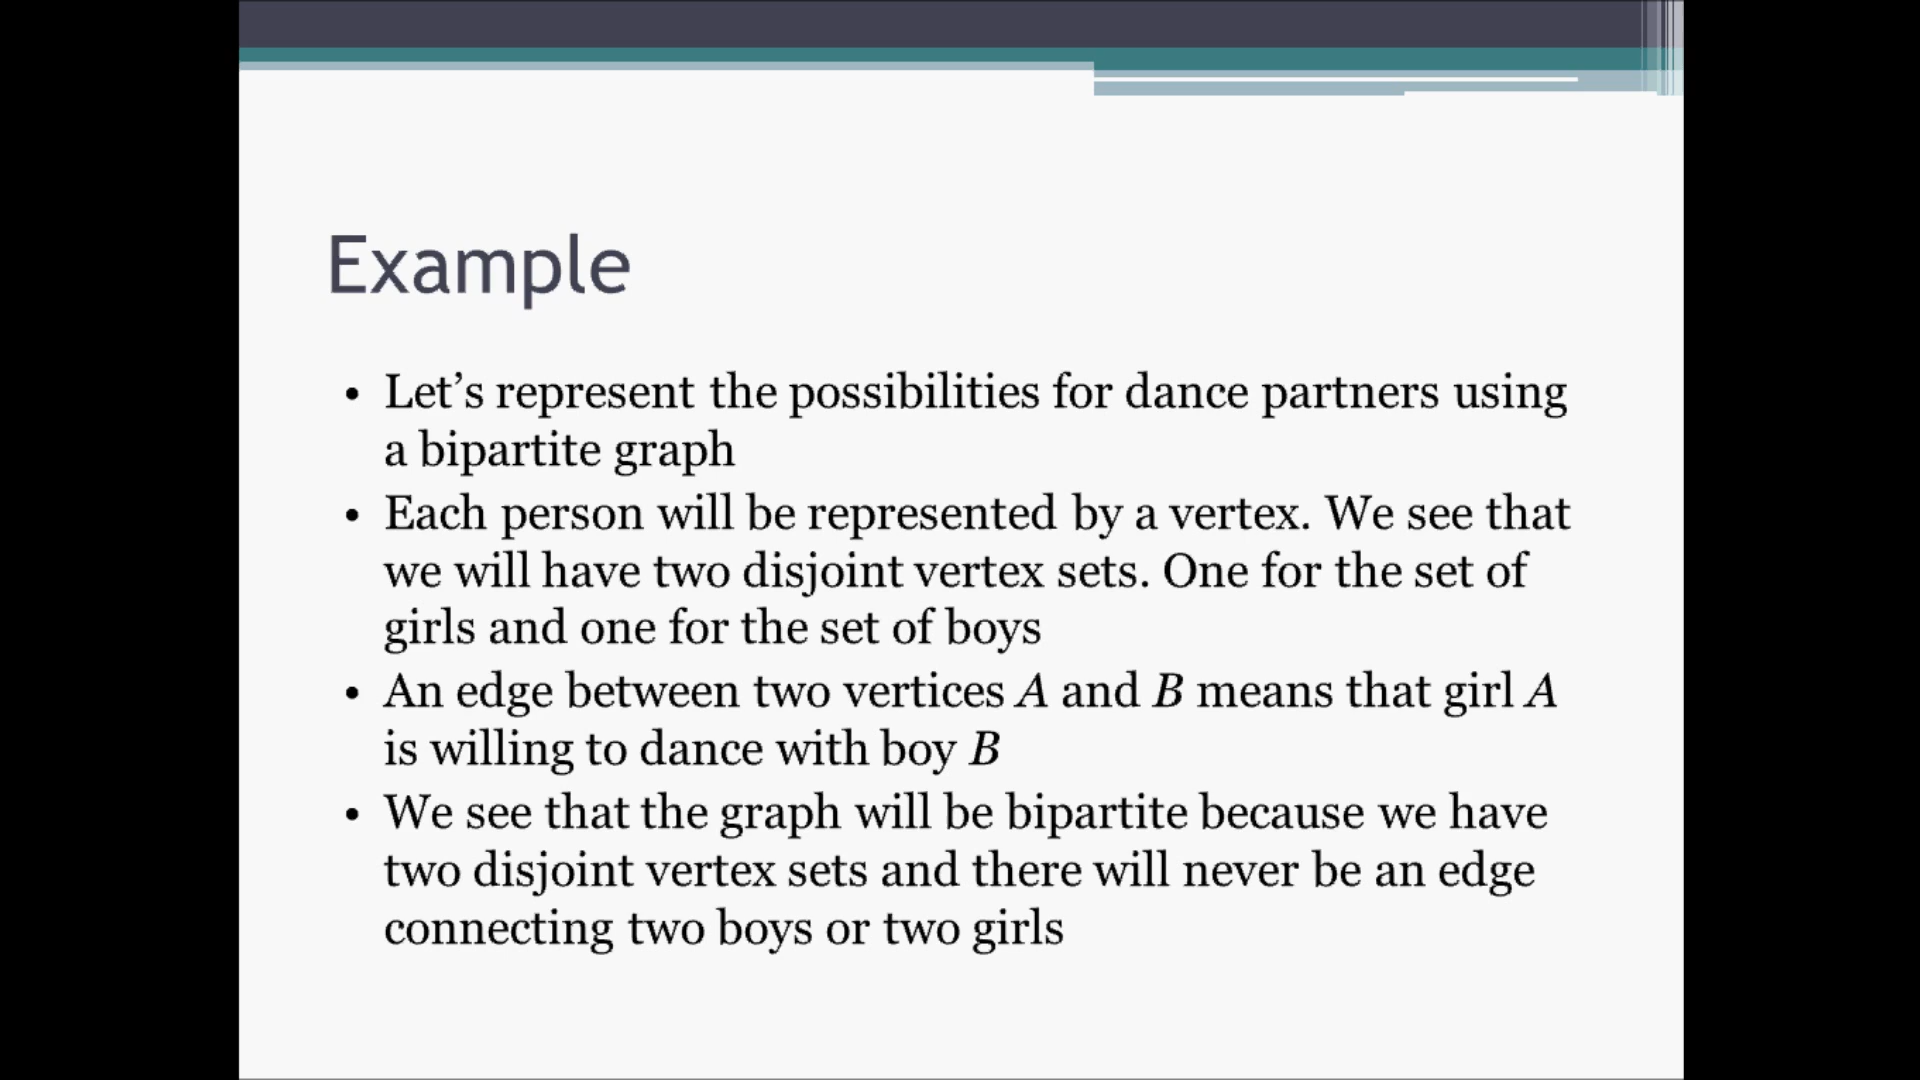 Example
• Let’s represent the possibilities for dance partners using
a bipartite graph
• Each person will be represented by a vertex. We see that
we will have two disjoint vertex sets. One for the set of
girls and one for the set of boys
• An edge between two vertices A and B means that girl A
is willing to dance with boy B
• We see that the graph will be bipartite because we have
two disjoint vertex sets and there will never be an edge
connecting two boys or two girls